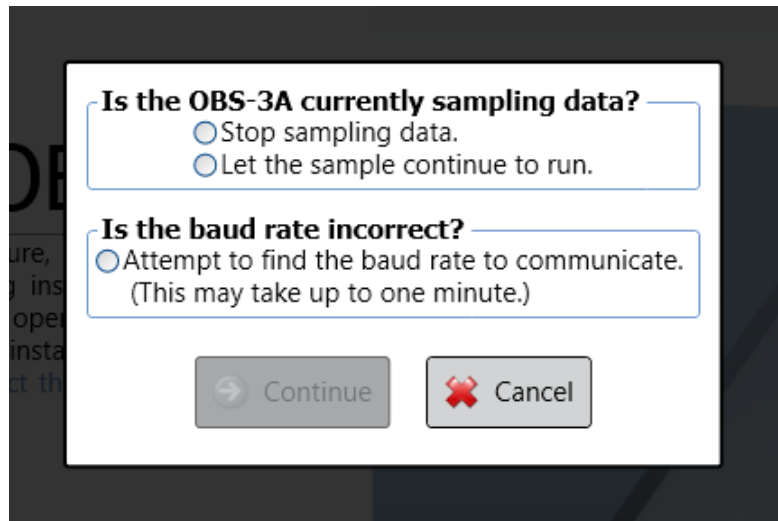 Is the OBS-3A currently sampling data?
Stop sampling data.
Let the sample continue to run.
Is the baud rate incorrect?
Attempt to find the baud rate to communicate.
(This may take up to one minute.)
Continue
Cancel